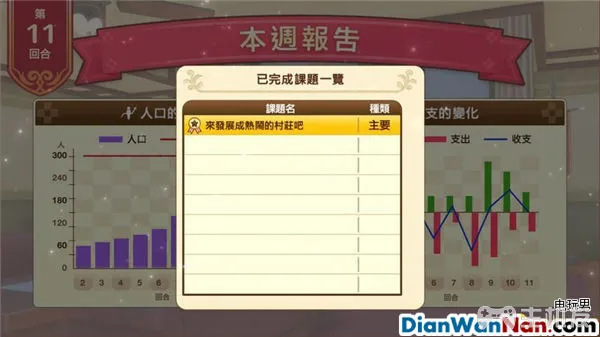 第
11
回合
本週報告
已完成課題一覽
課題名
種類
來發展成熱鬧的村莊吧
主要
人口的
支的變化
人口
支出
收支
人
300
240
180
120
60
0
2
3
4
5
6
7
8
9
10
11
回合
回合
电玩男
DianWanNan.com